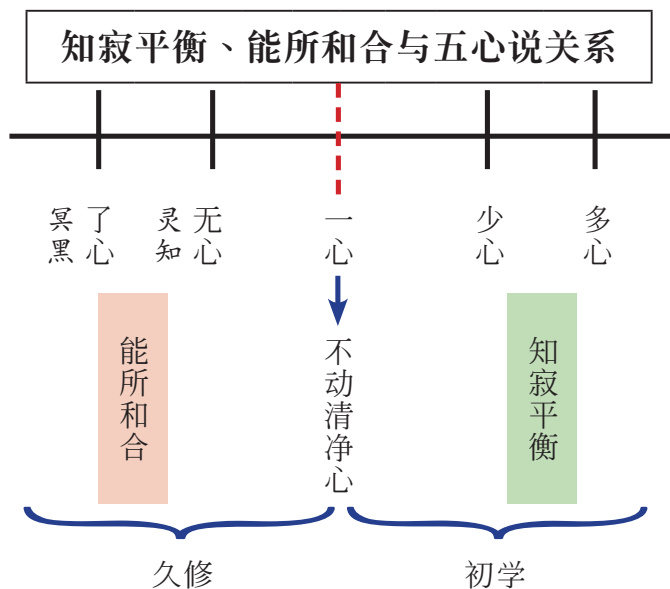 知寂平衡、能所和合与五心说关系
冥黑
了心
灵知
无心
一心
少心
多心
能所和合
不动清净心
知寂平衡
久修
初学